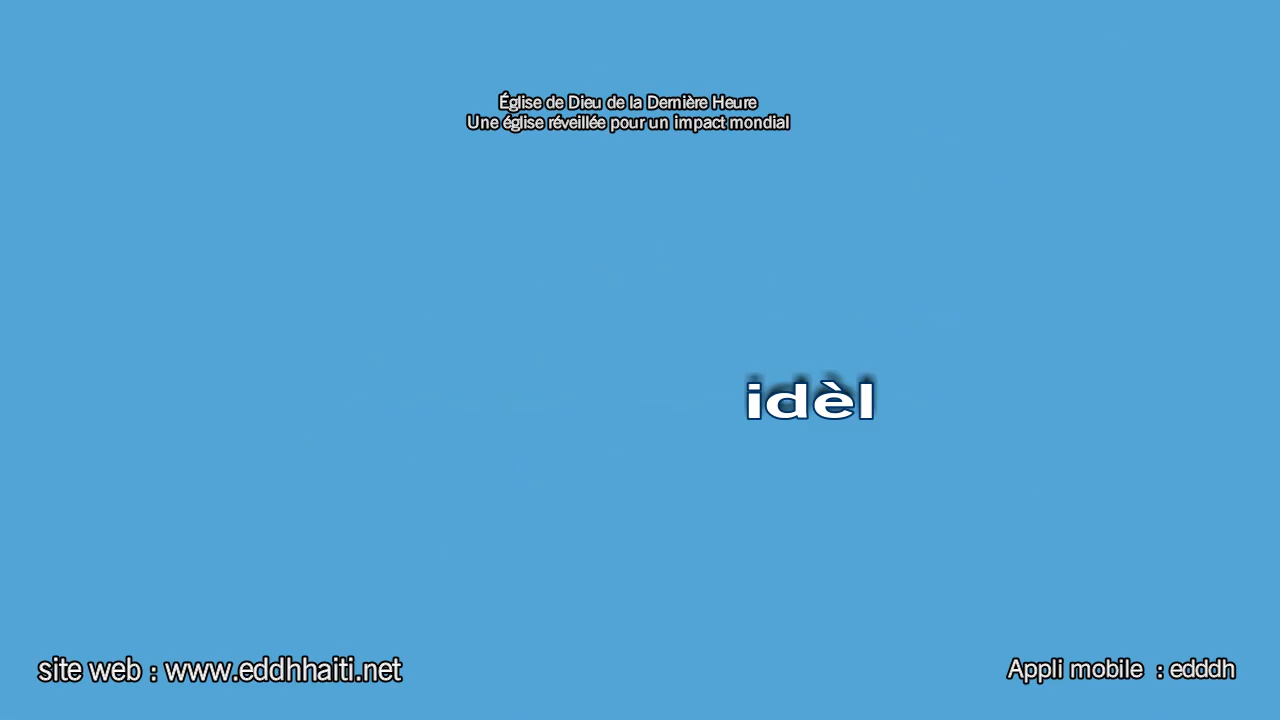 Église de Dieu de la Dernière Heure
Une église réveillée pour un impact mondial
idèl
site web : www.eddhhaiti.net
Appli mobile : edddh